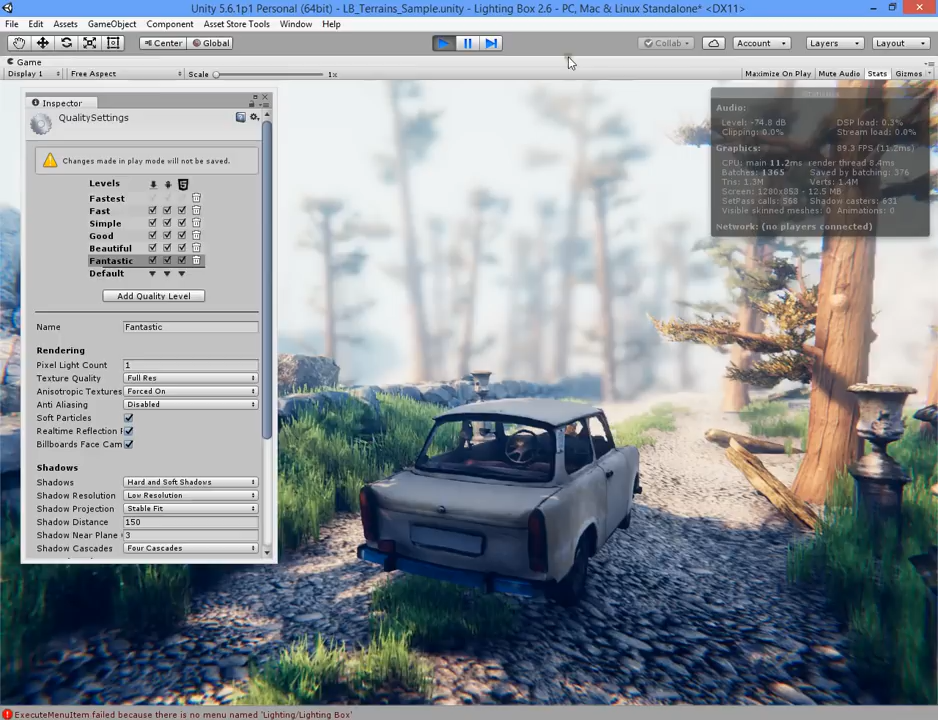 Unity 5.6.1p1 Personal (64bit) - LB_Terrains_Sample.unity - Lighting Box 2.6 - PC, Mac & Linux Standalone* <DX11>
File Edit Assets GameObject Component Asset Store Tools Window Help
Center Global Collab Account Layers Layout
Game
Display 1 Free Aspect Scale 1x Maximize On Play Mute Audio Stats Gizmos
Inspector
QualitySettings
Changes made in play mode will not be saved.
Levels
Fastest
Fast
Simple
Good
Beautiful
Fantastic
Default
Add Quality Level
Name Fantastic
Rendering
Pixel Light Count 1
Texture Quality Full Res
Anisotropic Textures Forced On
Anti Aliasing Disabled
Soft Particles
Realtime Reflection
Billboards Face Cam
Shadows
Shadows Hard and Soft Shadows
Shadow Resolution Low Resolution
Shadow Projection Stable Fit
Shadow Distance 150
Shadow Near Plane 3
Shadow Cascades Four Cascades
Statistics
Audio:
Level: -74.8 dB DSP load: 0.3%
Clipping: 0.0% Stream load: 0.0%
Graphics: 89.3 FPS (11.2ms)
CPU: main 11.2ms render thread 8.4ms
Batches: 1365 Saved by batching: 376
Tris: 1.3M Verts: 1.4M
Screen: 1280x853 - 12.5 MB
SetPass calls: 568 Shadow casters: 631
Visible skinned meshes: 0 Animations: 0
Network: (no players connected)
ExecuteMenuItem failed because there is no menu named 'Lighting/Lighting Box'